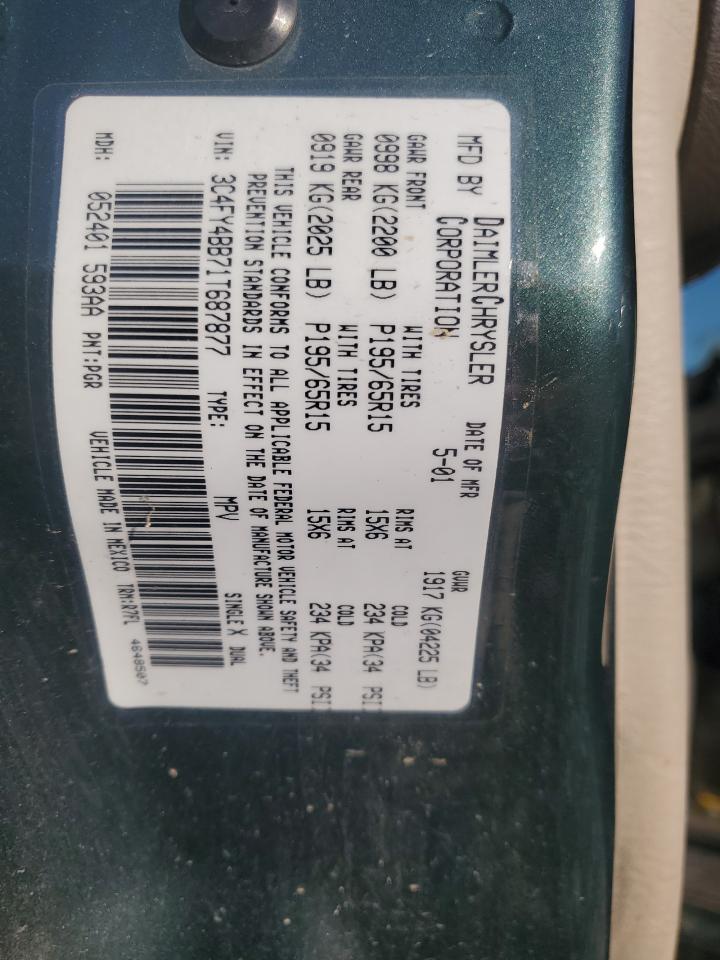 MFD BY DAIMLERCHRYSLER CORPORATION DATE OF MFR 5-01 GVWR 1917 KG(04225 LB)
GAWR FRONT WITH TIRES RIMS AT COLD
0998 KG(2200 LB) P195/65R15 15X6 234 KPA(34 PSI)
GAWR REAR WITH TIRES RIMS AT COLD
0919 KG(2025 LB) P195/65R15 15X6 234 KPA(34 PSI)
THIS VEHICLE CONFORMS TO ALL APPLICABLE FEDERAL MOTOR VEHICLE SAFETY AND THEFT
PREVENTION STANDARDS IN EFFECT ON THE DATE OF MANUFACTURE SHOWN ABOVE.
VIN: 3C4FY4BB71T687877 TYPE: MPV SINGLE X DUAL
MDH: 052401 593AA PNT:PGR VEHICLE MADE IN MEXICO TRM:R7FL 4648507